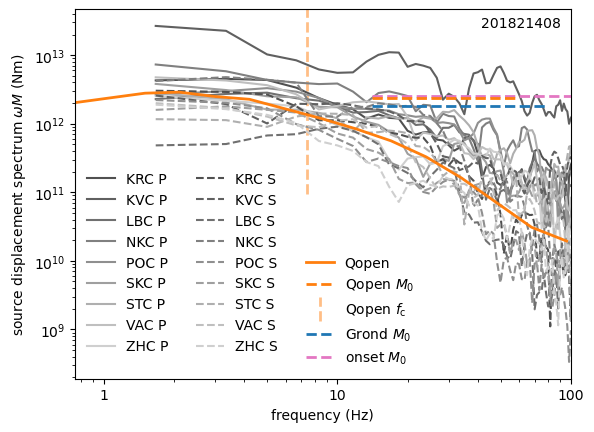 201821408
source displacement spectrum ωM (Nm)
10¹³
10¹²
10¹¹
10¹⁰
10⁹
KRC P
KVC P
LBC P
NKC P
POC P
SKC P
STC P
VAC P
ZHC P
KRC S
KVC S
LBC S
NKC S
POC S
SKC S
STC S
VAC S
ZHC S
Qopen
Qopen M₀
Qopen f_c
Grond M₀
onset M₀
1
10
100
frequency (Hz)